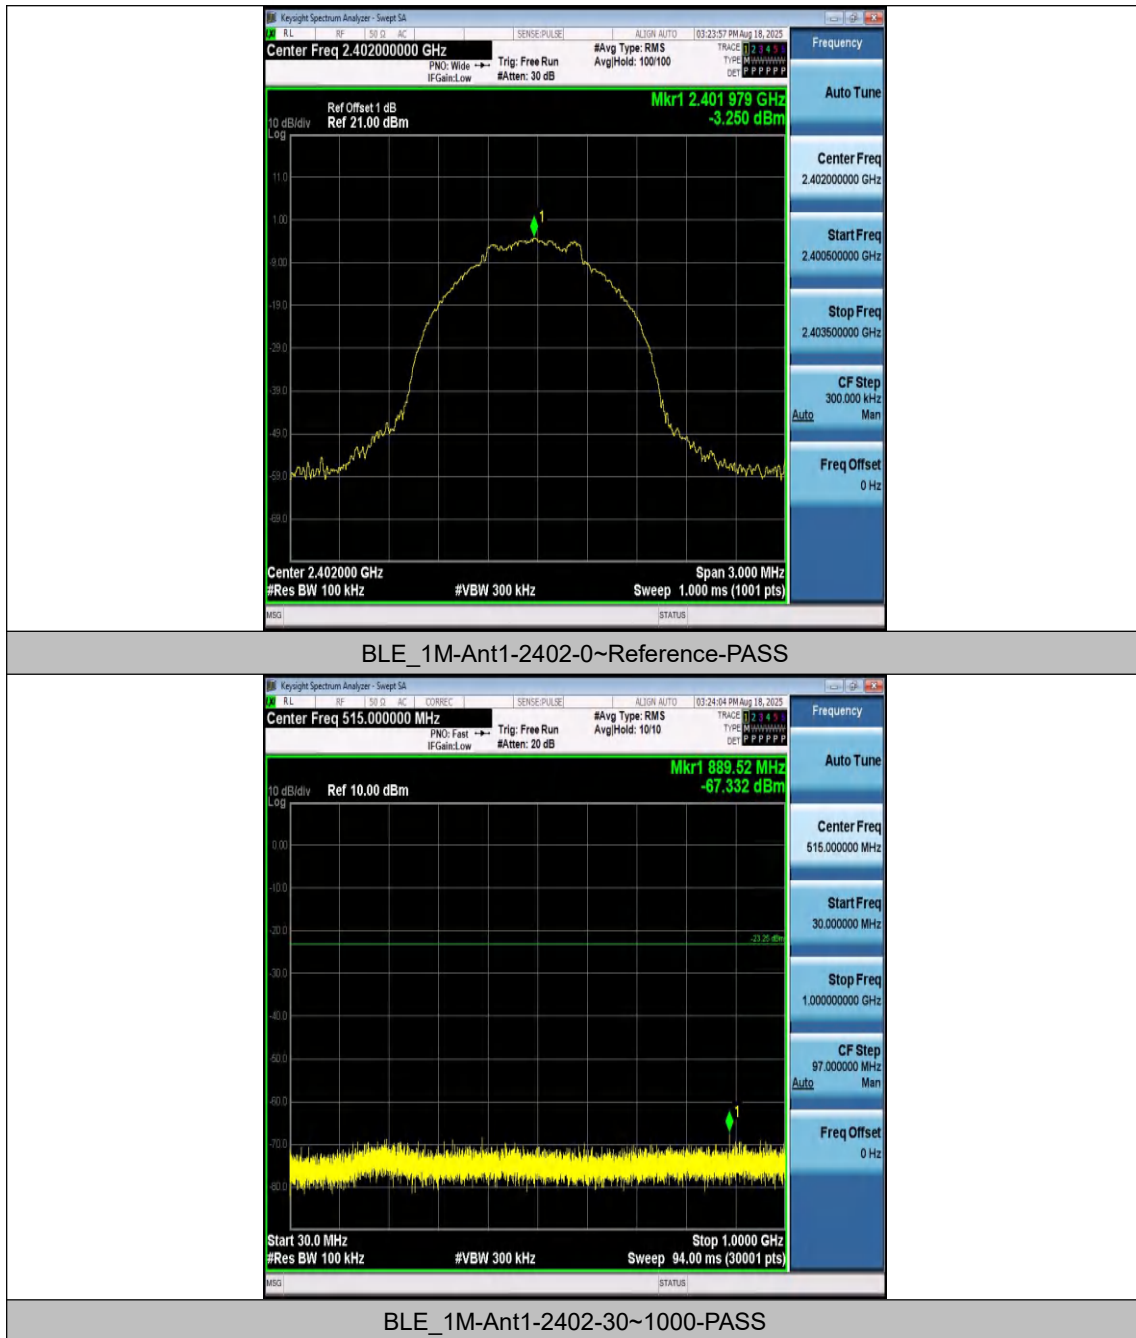 Keysight Spectrum Analyzer - Swept SA
RL RF 50 Ω AC SENSE:PULSE ALIGN AUTO 03:23:57 PM Aug 18, 2025
Center Freq 2.402000000 GHz
PNO: Wide
IFGain:Low
Trig: Free Run
#Atten: 30 dB
#Avg Type: RMS
Avg|Hold: 100/100
TRACE 1 2 3 4 5 6
TYPE M WWWWW
DET P P P P P P
Mkr1 2.401 979 GHz
-3.250 dBm
Ref Offset 1 dB
10 dB/div Ref 21.00 dBm
Log
11.0
1.00
-9.00
-19.0
-29.0
-39.0
-49.0
-59.0
-69.0
1
Center 2.402000 GHz Span 3.000 MHz
#Res BW 100 kHz #VBW 300 kHz Sweep 1.000 ms (1001 pts)
MSG STATUS
Frequency
Auto Tune
Center Freq
2.402000000 GHz
Start Freq
2.400500000 GHz
Stop Freq
2.403500000 GHz
CF Step
300.000 kHz
Auto Man
Freq Offset
0 Hz
BLE_1M-Ant1-2402-0~Reference-PASS
Keysight Spectrum Analyzer - Swept SA
RL RF 50 Ω AC CORREC SENSE:PULSE ALIGN AUTO 03:24:04 PM Aug 18, 2025
Center Freq 515.000000 MHz
PNO: Fast
IFGain:Low
Trig: Free Run
#Atten: 20 dB
#Avg Type: RMS
Avg|Hold: 10/10
TRACE 1 2 3 4 5 6
TYPE M WWWWW
DET P P P P P P
Mkr1 889.52 MHz
-67.332 dBm
10 dB/div Ref 10.00 dBm
Log
0.00
-10.0
-20.0
-30.0
-40.0
-50.0
-60.0
-70.0
-80.0
-23.25 dBm
1
Start 30.0 MHz Stop 1.0000 GHz
#Res BW 100 kHz #VBW 300 kHz Sweep 94.00 ms (30001 pts)
MSG STATUS
Frequency
Auto Tune
Center Freq
515.000000 MHz
Start Freq
30.000000 MHz
Stop Freq
1.000000000 GHz
CF Step
97.000000 MHz
Auto Man
Freq Offset
0 Hz
BLE_1M-Ant1-2402-30~1000-PASS